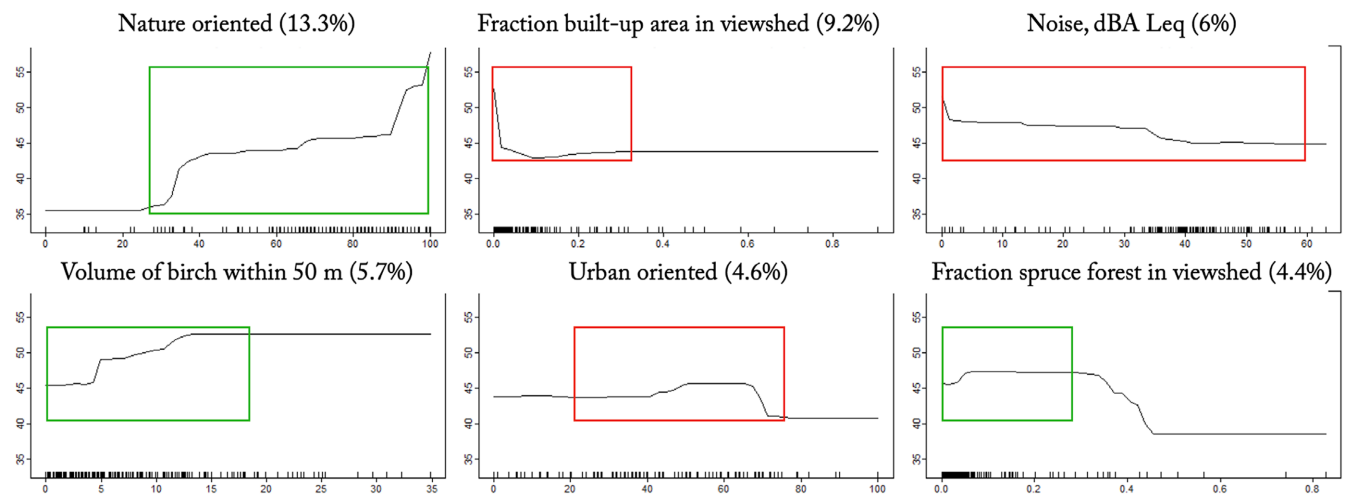 Nature oriented (13.3%) Fraction built-up area in viewshed (9.2%) Noise, dBA Leq (6%)
55 55 55
50 50 50
45 45 45
40 40 40
35 35 35
0 20 40 60 80 100 0.0 0.2 0.4 0.6 0.8 0 10 20 30 40 50 60
Volume of birch within 50 m (5.7%) Urban oriented (4.6%) Fraction spruce forest in viewshed (4.4%)
55 55 55
50 50 50
45 45 45
40 40 40
35 35 35
0 5 10 15 20 25 30 35 0 20 40 60 80 100 0.0 0.2 0.4 0.6 0.8